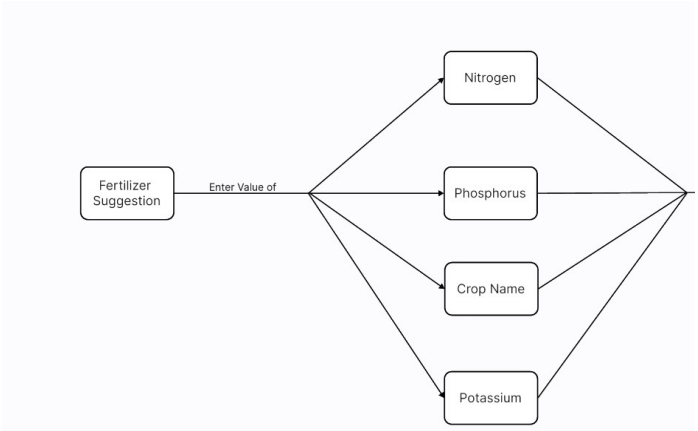 Nitrogen
Fertilizer
Suggestion
Enter Value of
Phosphorus
Crop Name
Potassium